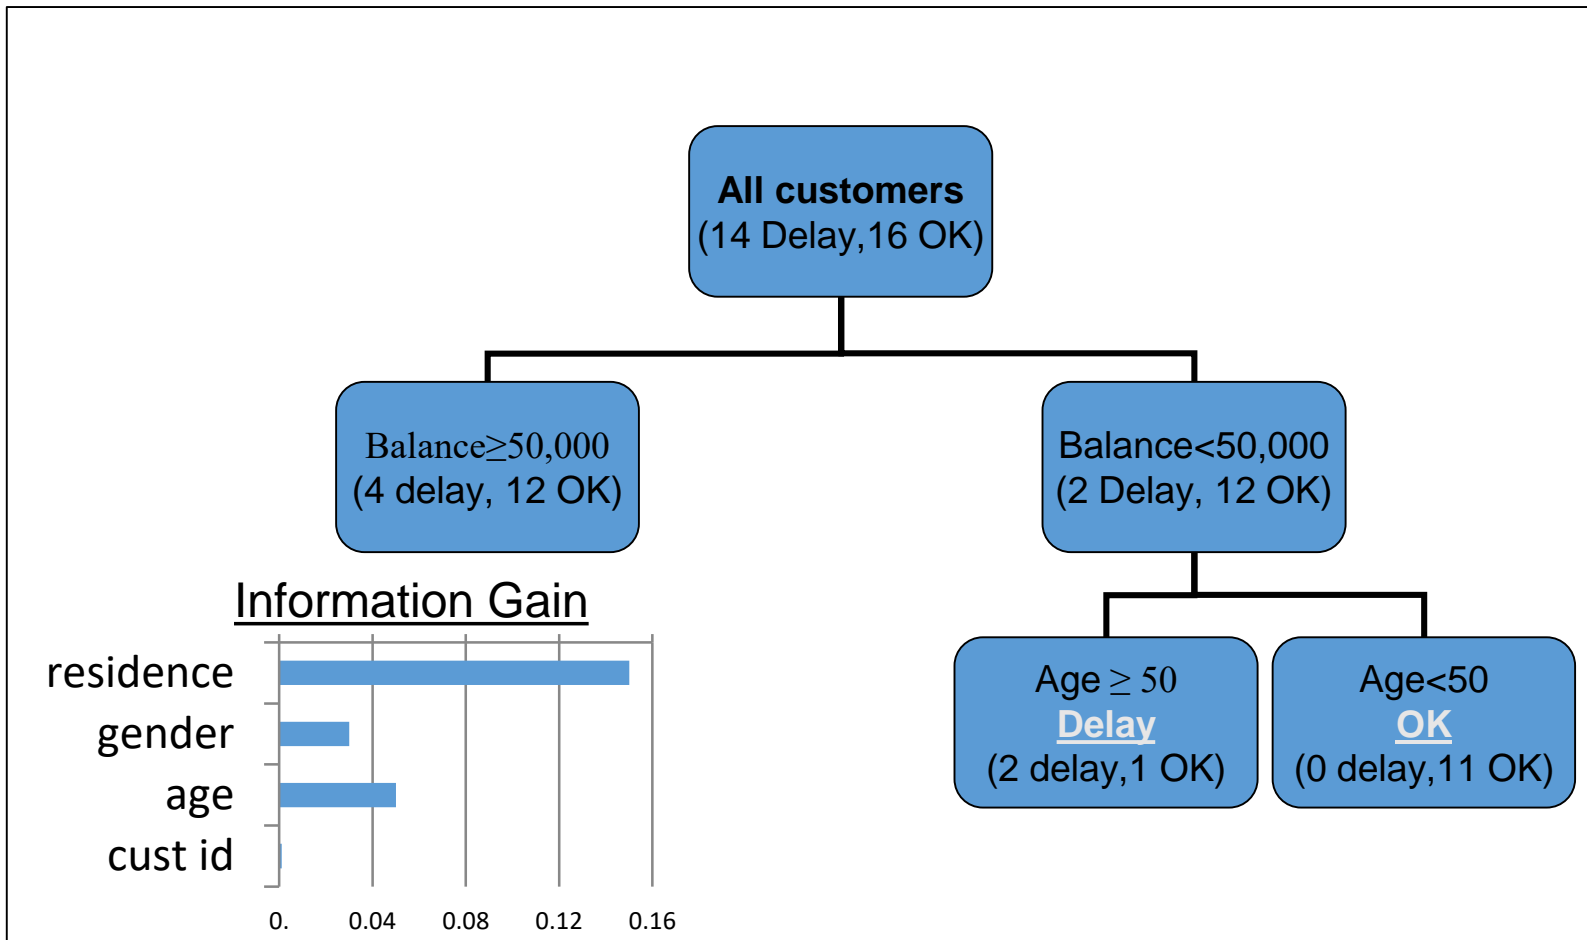 All customers
(14 Delay,16 OK)
Balance≥50,000
(4 delay, 12 OK)
Balance<50,000
(2 Delay, 12 OK)
Age ≥ 50
Delay
(2 delay,1 OK)
Age<50
OK
(0 delay,11 OK)
Information Gain
residence
gender
age
cust id
0. 0.04 0.08 0.12 0.16